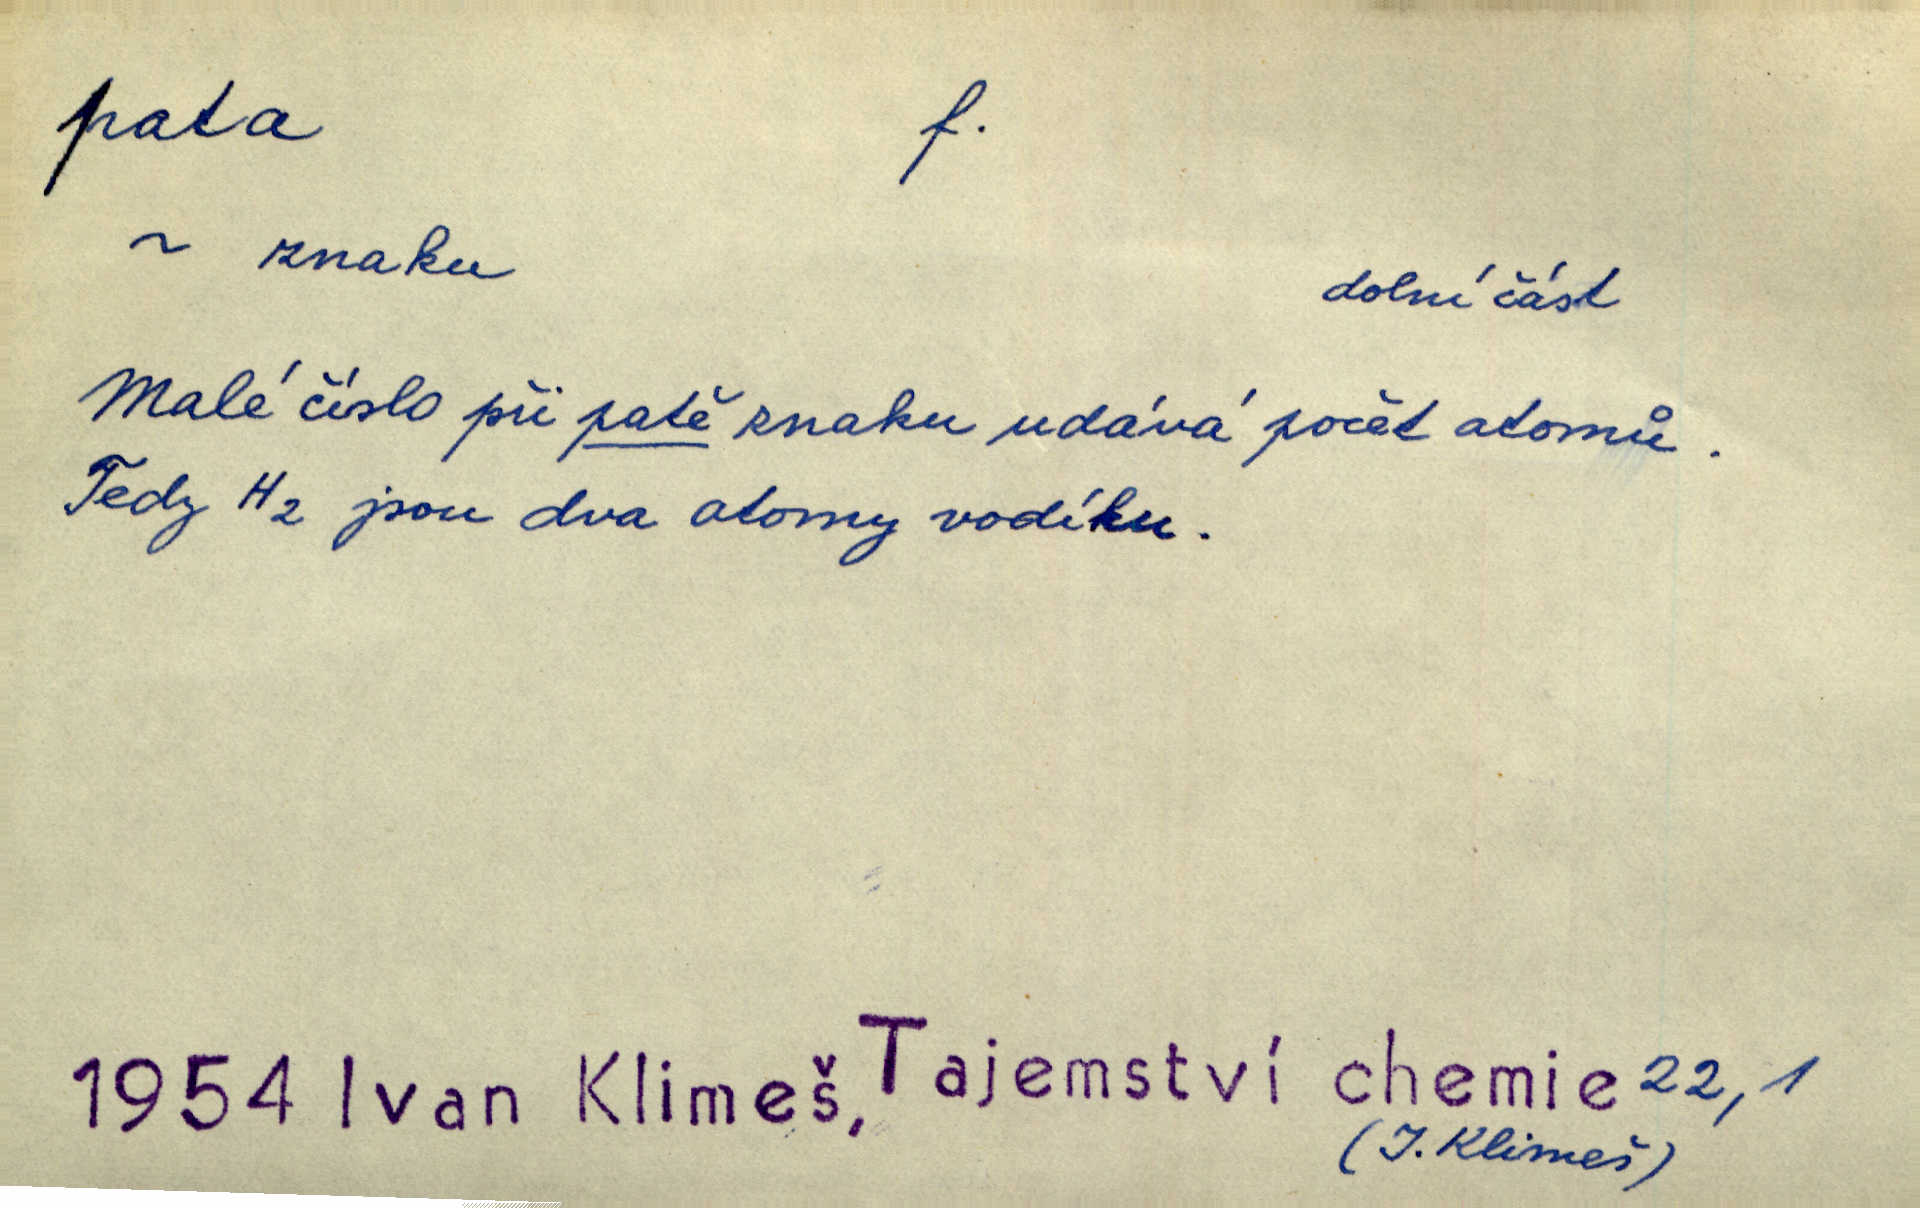 pata f.
~ znaku
dolní část
Malé číslo při patě znaku udává počet atomů.
Tedy H₂ jsou dva atomy vodíku.
1954 Ivan Klimeš, Tajemství chemie 22,1
(I. Klimeš)